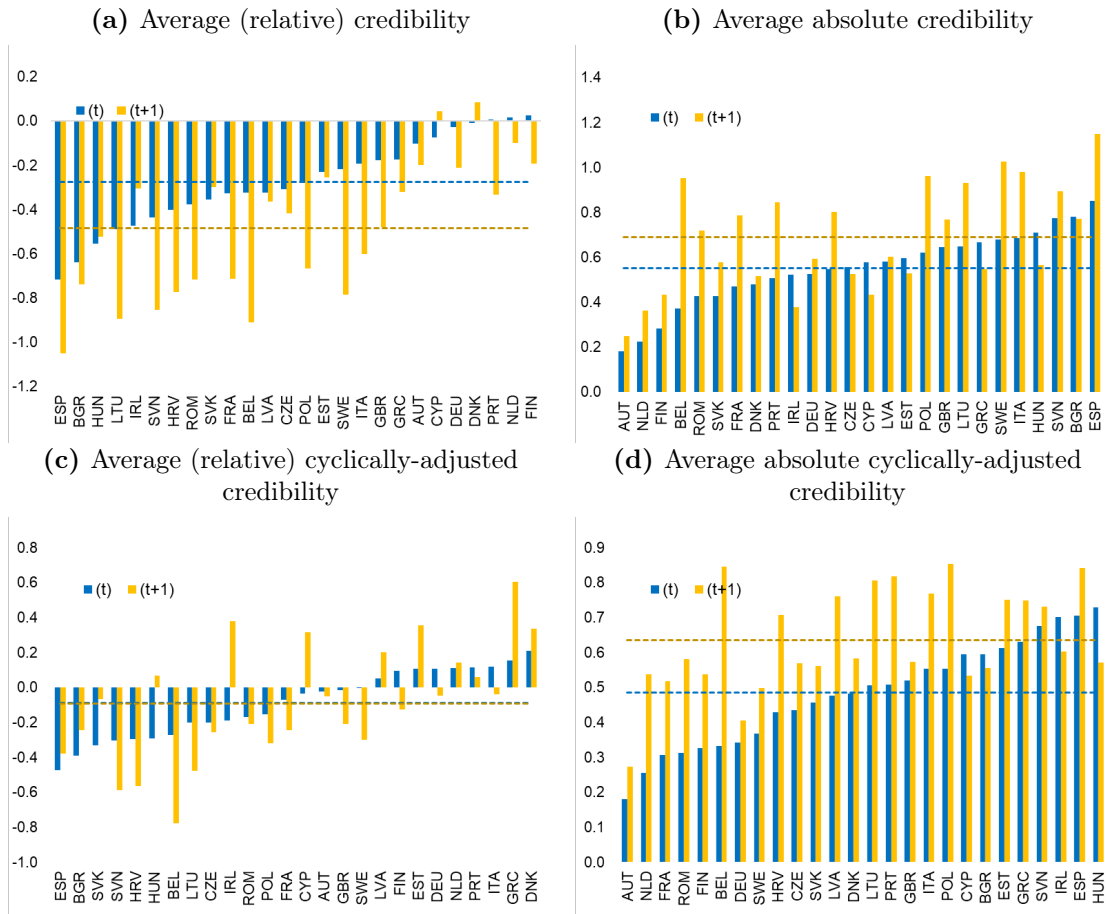 (a) Average (relative) credibility
0.2
0.0
-0.2
-0.4
-0.6
-0.8
-1.0
-1.2
(t) (t+1)
ESP BGR HUN LTU IRL SVN HRV ROM SVK FRA BEL LVA CZE POL EST SWE ITA GBR GRC AUT CYP DEU DNK PRT NLD FIN
(b) Average absolute credibility
1.4
1.2
1.0
0.8
0.6
0.4
0.2
0.0
(t) (t+1)
AUT NLD FIN BEL ROM SVK FRA DNK PRT IRL DEU HRV CZE CYP LVA EST POL GBR LTU GRC SWE ITA HUN SVN BGR ESP
(c) Average (relative) cyclically-adjusted
credibility
0.8
0.6
0.4
0.2
0.0
-0.2
-0.4
-0.6
-0.8
-1.0
(t) (t+1)
ESP BGR SVK SVN HRV HUN BEL LTU CZE IRL ROM POL FRA CYP AUT GBR SWE LVA FIN EST DEU NLD PRT ITA GRC DNK
(d) Average absolute cyclically-adjusted
credibility
0.9
0.8
0.7
0.6
0.5
0.4
0.3
0.2
0.1
0.0
(t) (t+1)
AUT NLD FRA ROM FIN BEL DEU SWE HRV CZE SVK LVA DNK LTU PRT GBR ITA POL CYP BGR EST GRC SVN IRL ESP HUN